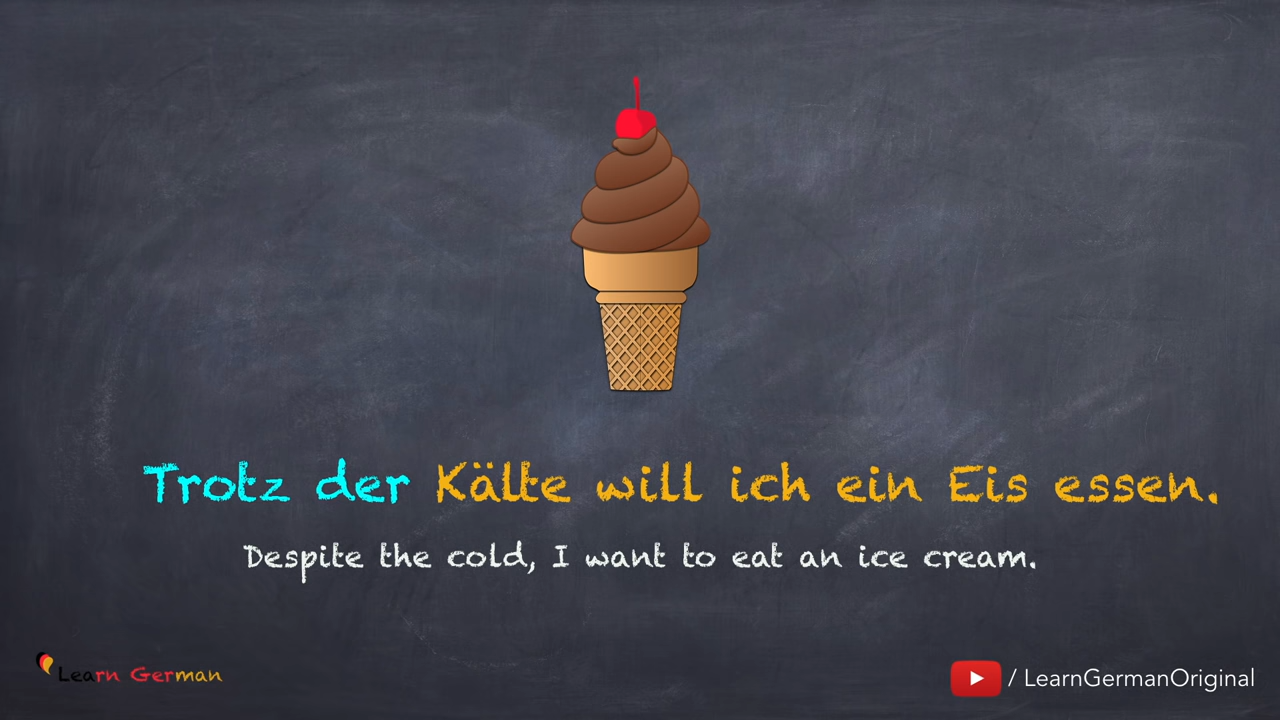 Trotz der Kälte will ich ein Eis essen.
Despite the cold, I want to eat an ice cream.
Learn German
/ LearnGermanOriginal